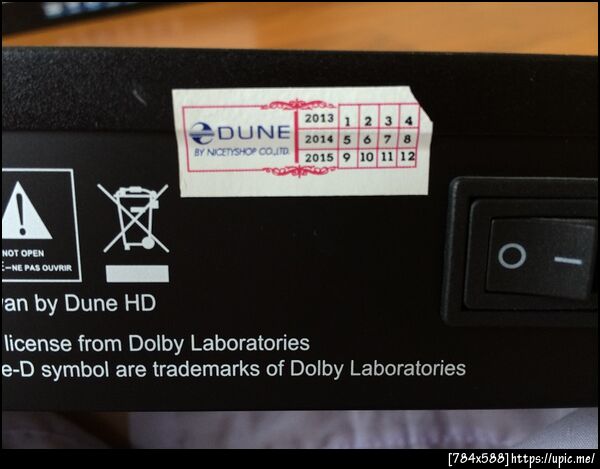 DUNE
BY NICETYSHOP CO.,LTD.
2013 1 2 3 4
2014 5 6 7 8
2015 9 10 11 12
NOT OPEN
E-NE PAS OUVRIR
an by Dune HD
license from Dolby Laboratories
e-D symbol are trademarks of Dolby Laboratories
O I
[784x588]https://upic.me/